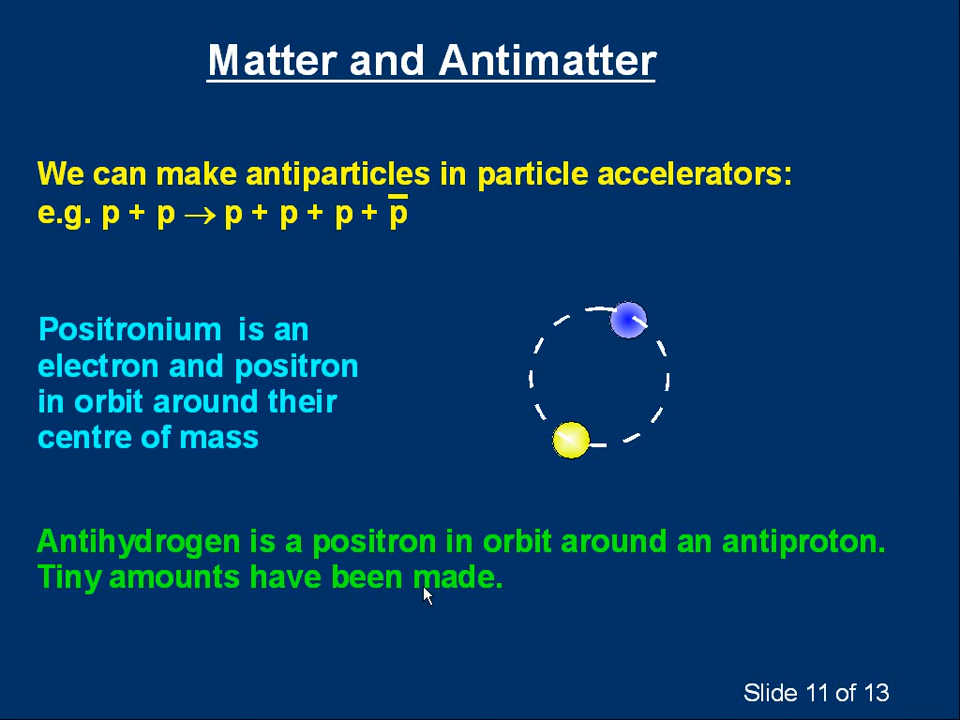 Matter and Antimatter
We can make antiparticles in particle accelerators:
e.g. p + p → p + p + p + p̅
Positronium is an
electron and positron
in orbit around their
centre of mass
Antihydrogen is a positron in orbit around an antiproton.
Tiny amounts have been made.
Slide 11 of 13